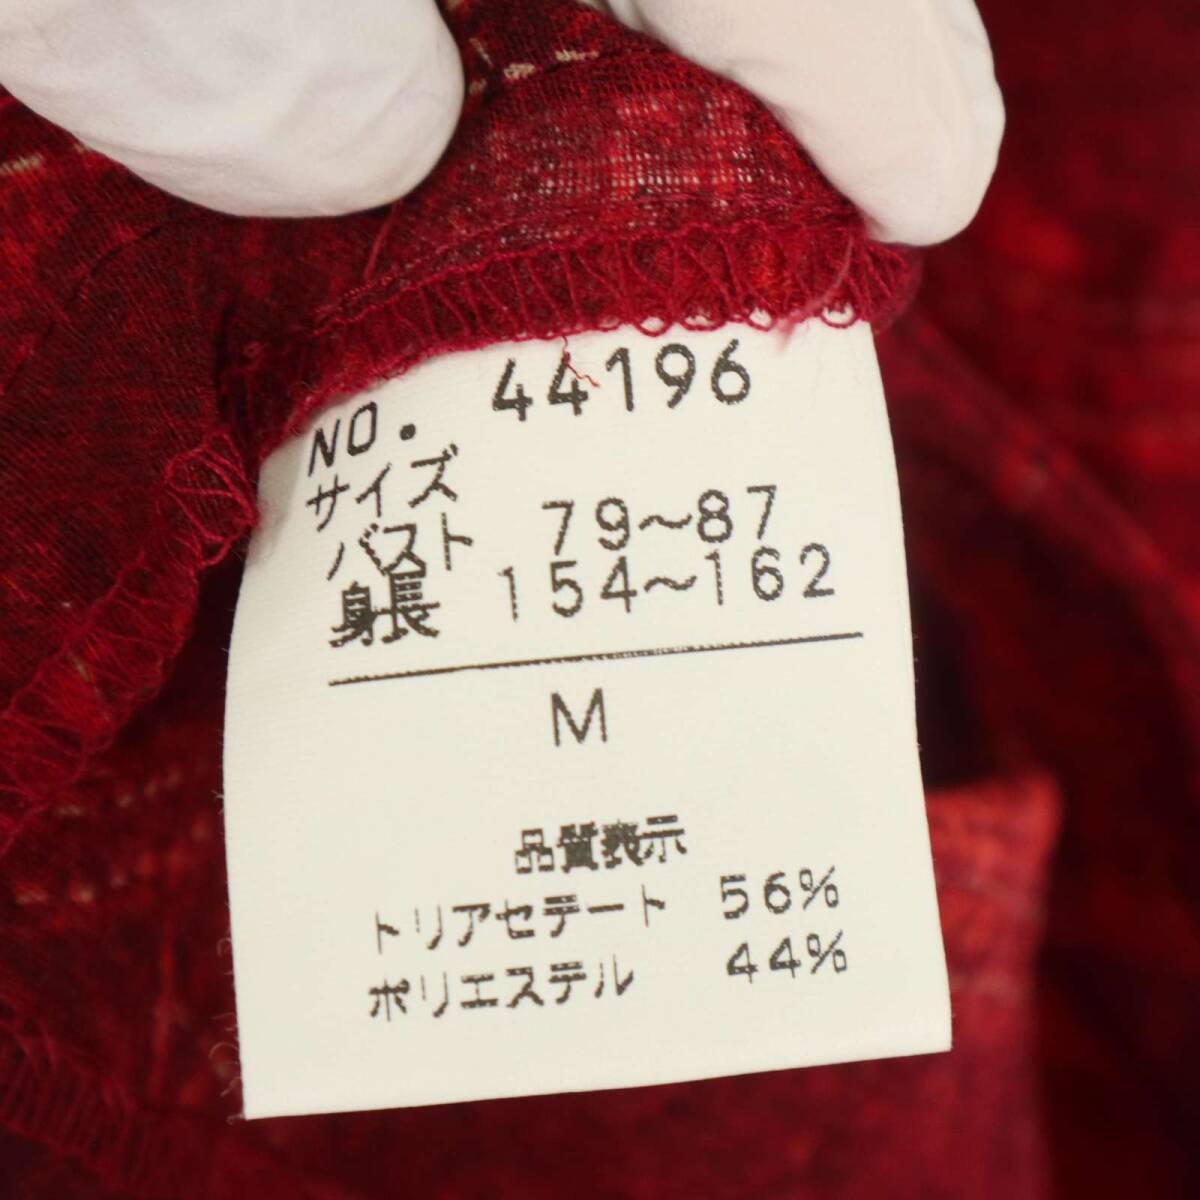 NO. 44196
サイズ
バスト 79~87
身長 154~162
M
品質表示
トリアセテート 56%
ポリエステル 44%